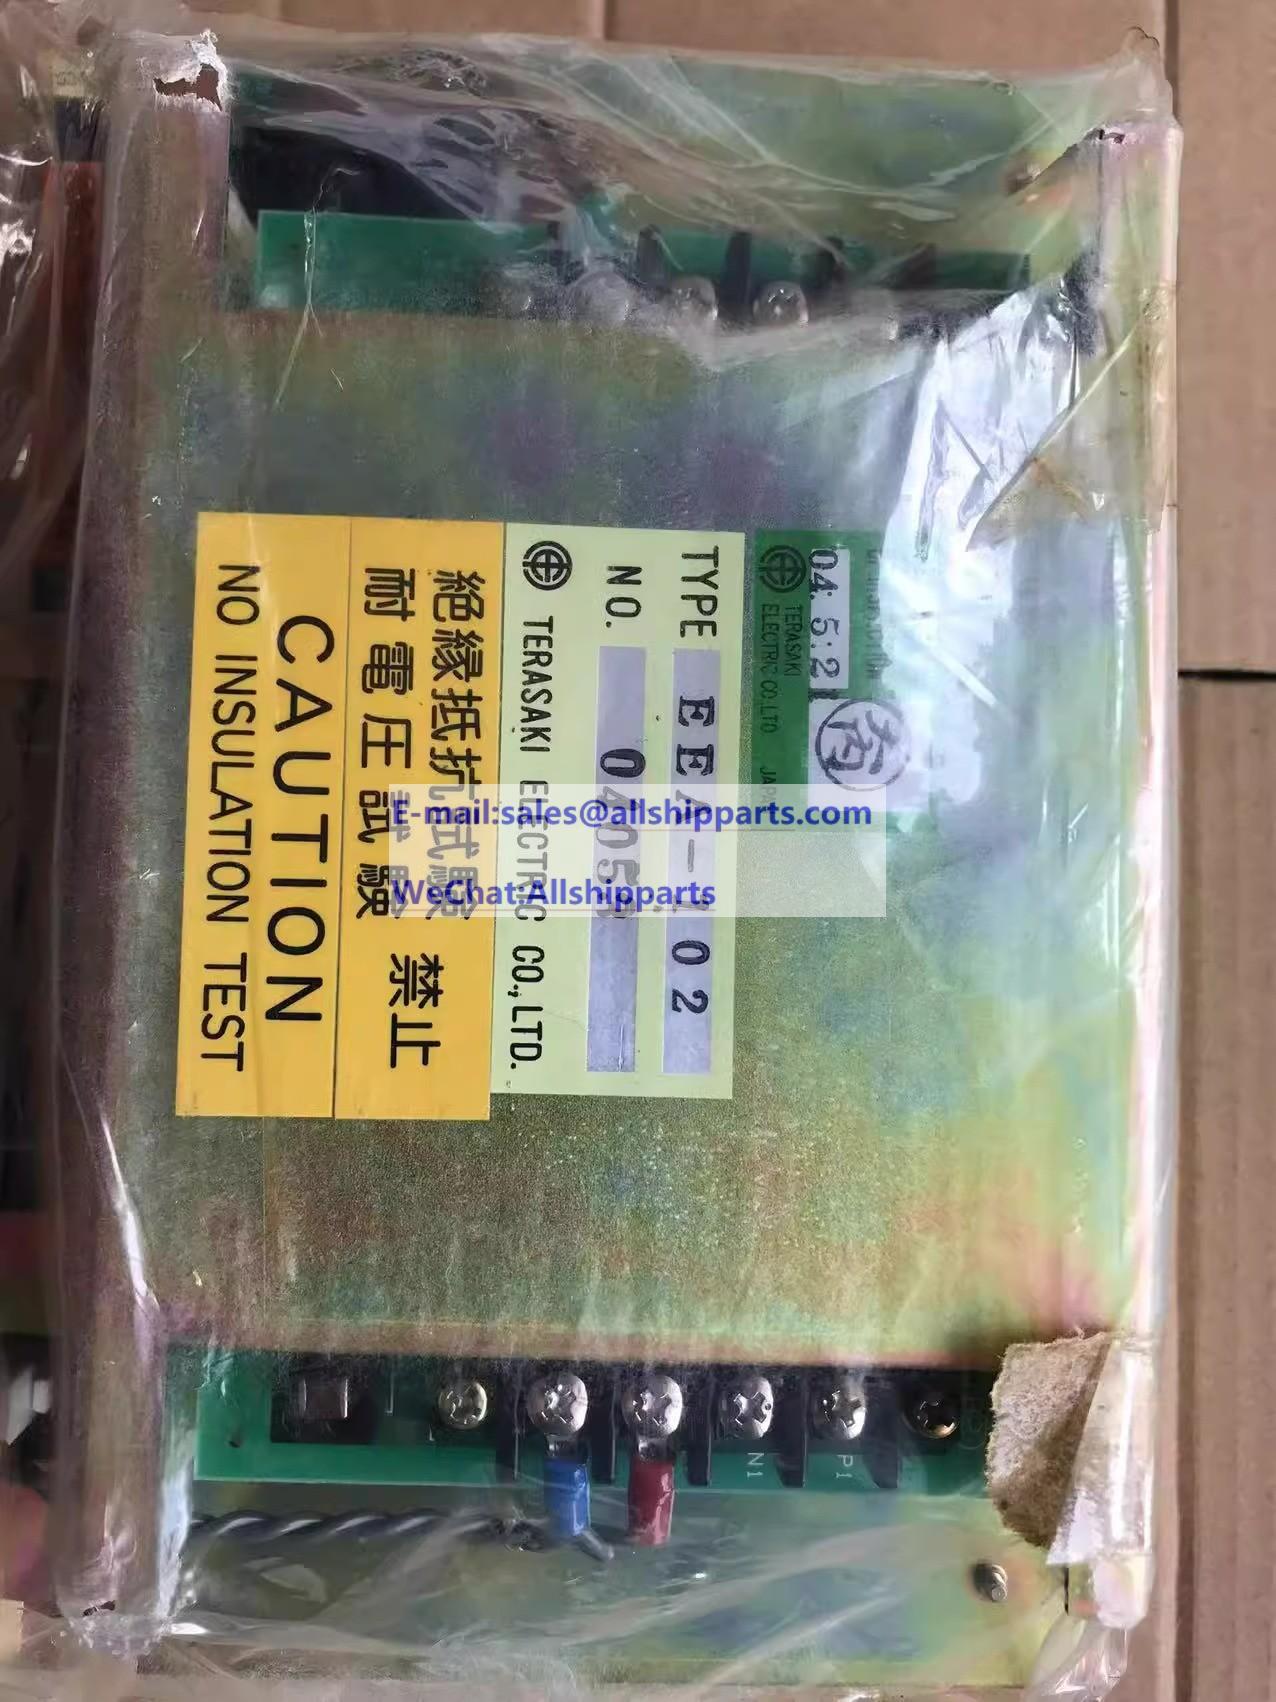 04. 5. 2
TERASAKI
ELECTRIC CO., LTD
TYPE EEA-102
NO. 04053
TERASAKI ELECTRIC CO., LTD.
絶縁抵抗試験
耐電圧試験 禁止
CAUTION
NO INSULATION TEST
E-mail:sales@allshipparts.com
WeChat:Allshipparts
N1
P1